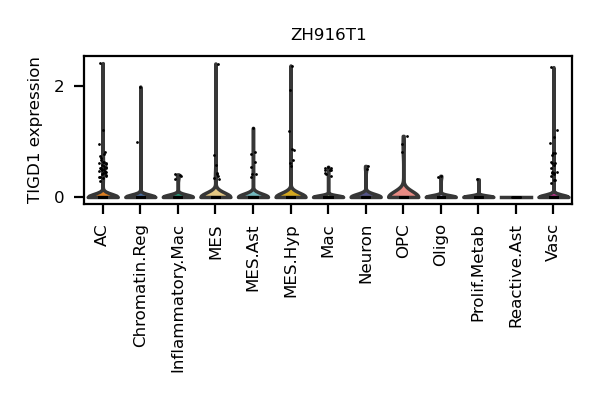 ZH916T1
TIGD1 expression
2
0
AC
Chromatin.Reg
Inflammatory.Mac
MES
MES.Ast
MES.Hyp
Mac
Neuron
OPC
Oligo
Prolif.Metab
Reactive.Ast
Vasc